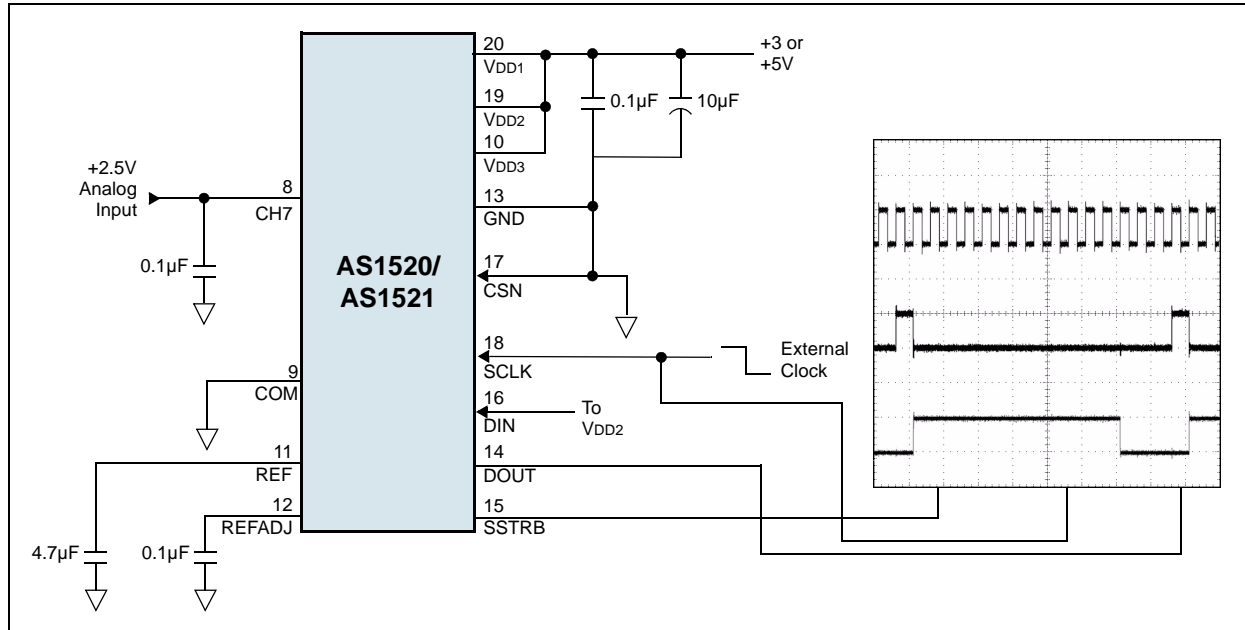 +2.5V
Analog
Input
0.1µF
8
CH7
9
COM
11
REF
12
REFADJ
4.7µF
0.1µF
AS1520/
AS1521
20
VDD1
19
VDD2
10
VDD3
13
GND
17
CSN
18
SCLK
16
DIN
14
DOUT
15
SSTRB
0.1µF
10µF
+3 or
+5V
External
Clock
To
VDD2